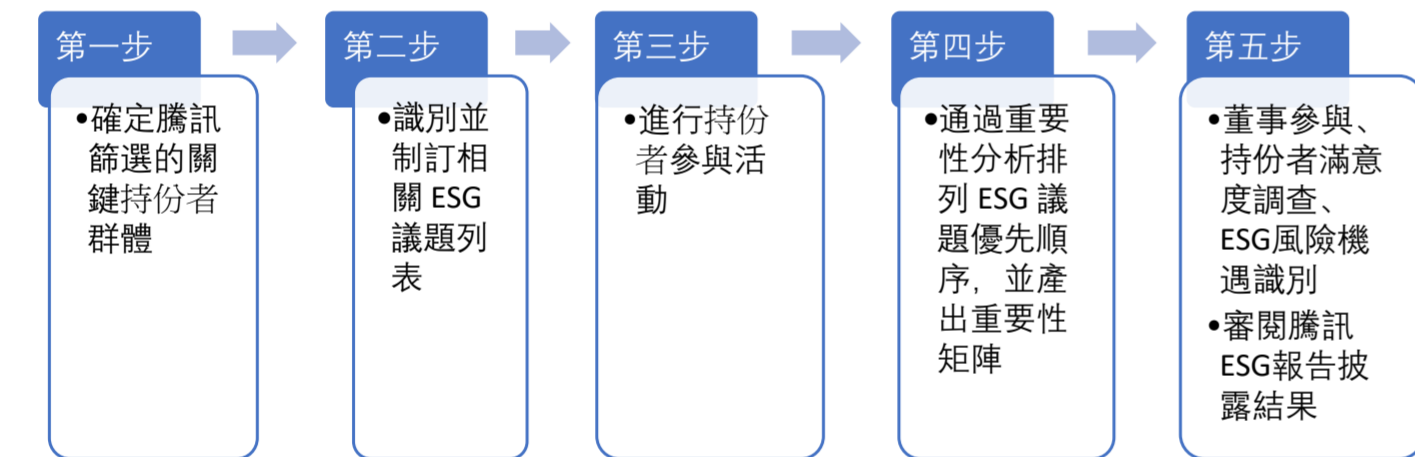 第一步
•確定騰訊
篩選的關
鍵持份者
群體
第二步
•識別並
制訂相
關 ESG
議題列
表
第三步
•進行持份
者參與活
動
第四步
•通過重要
性分析排
列 ESG 議
題優先順
序，並產
出重要性
矩陣
第五步
•董事參與、
持份者滿意
度調查、
ESG風險機
遇識別
•審閱騰訊
ESG報告披
露結果